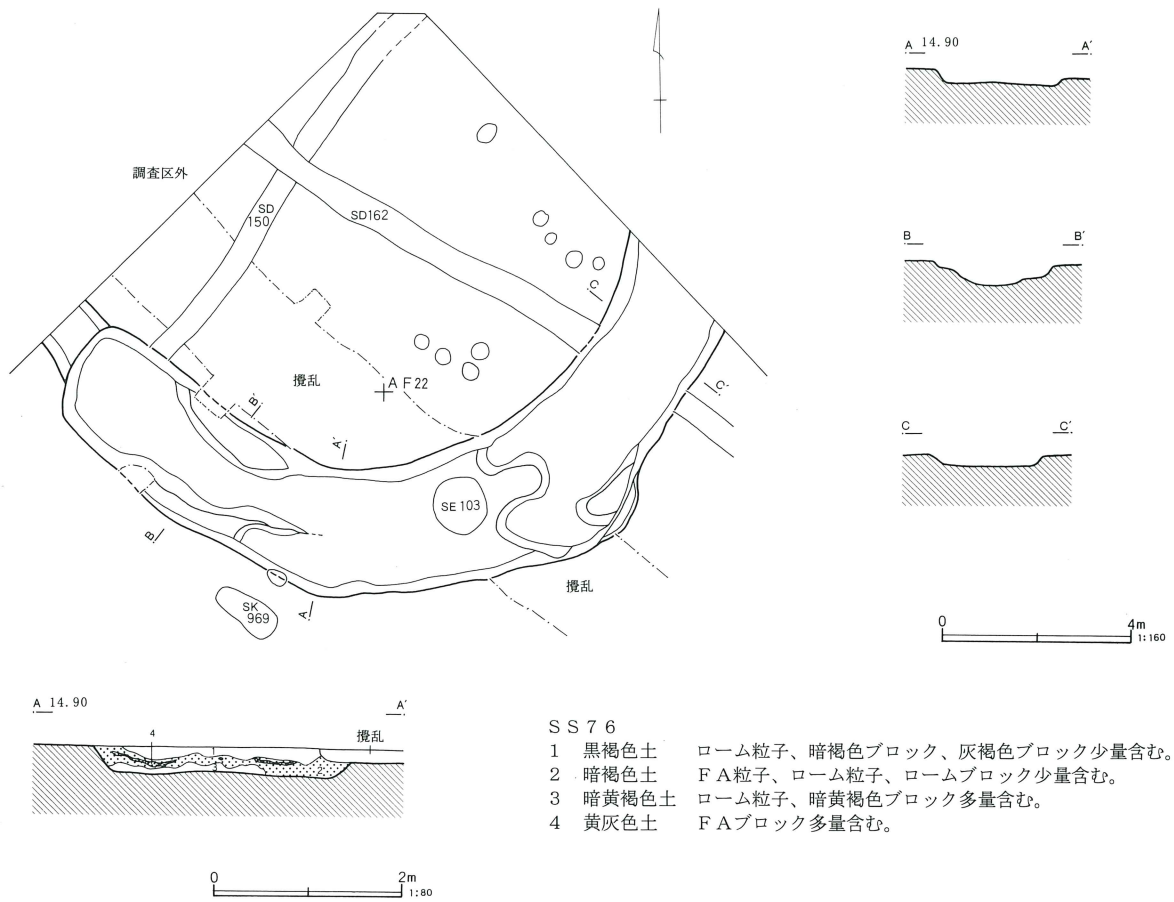 調査区外
SD
150
SD162
C
C′
攪乱
A F22
B′
A′
SE 103
B
A
SK
969
攪乱
A 14.90 A′
B B′
C C′
0 4m
1:160
A 14.90 A′
4
攪乱
0 2m
1:80
SS76
1 黒褐色土 ローム粒子、暗褐色ブロック、灰褐色ブロック少量含む。
2 暗褐色土 FA粒子、ローム粒子、ロームブロック少量含む。
3 暗黄褐色土 ローム粒子、暗黄褐色ブロック多量含む。
4 黄灰色土 FAブロック多量含む。